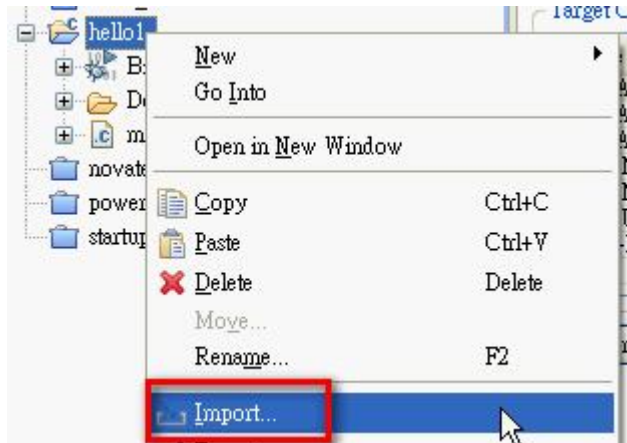 Target C
hello1
New
Go Into
Open in New Window
novate
power
startup
Copy Ctrl+C
Paste Ctrl+V
Delete Delete
Move...
Rename... F2
Import...